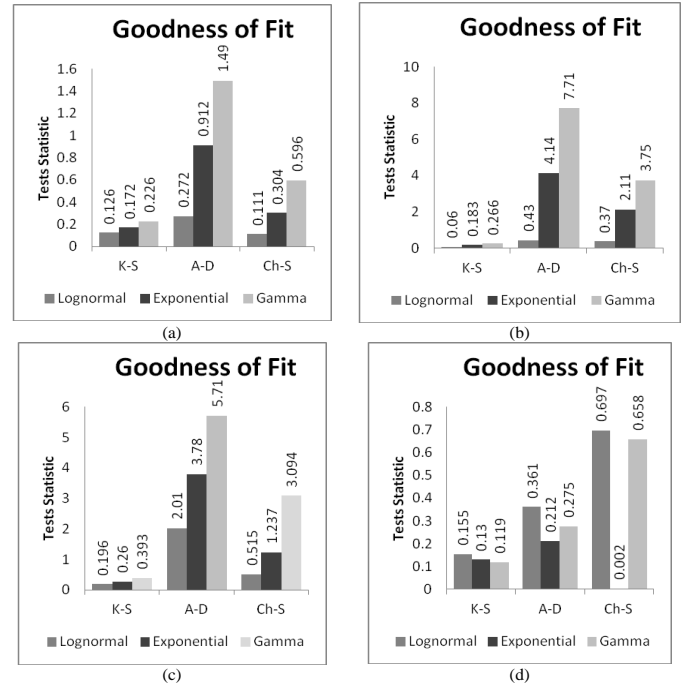 Goodness of Fit
Tests Statistic
1.6
1.4
1.2
1
0.8
0.6
0.4
0.2
0
0.126 0.172 0.226 0.272 0.912 1.49 0.111 0.304 0.596
K-S A-D Ch-S
Lognormal Exponential Gamma
(a)
Goodness of Fit
Tests Statistic
10
8
6
4
2
0
0.06 0.183 0.266 0.43 4.14 7.71 0.37 2.11 3.75
K-S A-D Ch-S
Lognormal Exponential Gamma
(b)
Goodness of Fit
Tests Statistic
6
5
4
3
2
1
0
0.196 0.26 0.393 2.01 3.78 5.71 0.515 1.237 3.094
K-S A-D Ch-S
Lognormal Exponential Gamma
(c)
Goodness of Fit
Tests Statistic
0.8
0.7
0.6
0.5
0.4
0.3
0.2
0.1
0
0.155 0.13 0.119 0.361 0.212 0.275 0.697 0.002 0.658
K-S A-D Ch-S
Lognormal Exponential Gamma
(d)